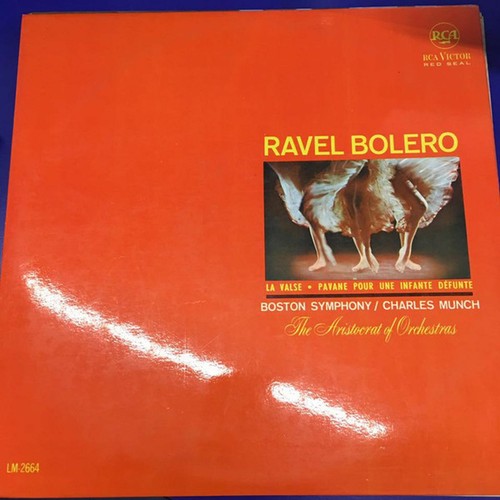 RCA
RCA VICTOR
RED SEAL
RAVEL BOLERO
LA VALSE • PAVANE POUR UNE INFANTE DÉFUNTE
BOSTON SYMPHONY / CHARLES MUNCH
The Aristocrat of Orchestras
LM-2664